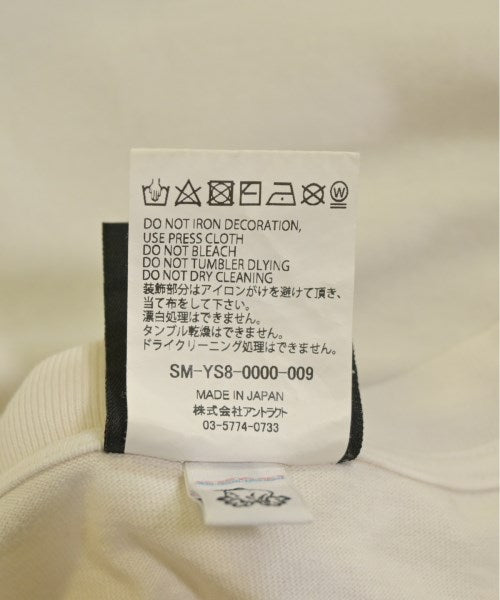 W
DO NOT IRON DECORATION,
USE PRESS CLOTH
DO NOT BLEACH
DO NOT TUMBLER DLYING
DO NOT DRY CLEANING
装飾部分はアイロンがけを避けて頂き、
当て布をして下さい。
漂白処理はできません。
タンブル乾燥はできません。
ドライクリーニング処理はできません。
SM-YS8-0000-009
MADE IN JAPAN
株式会社アントラクト
03-5774-0733